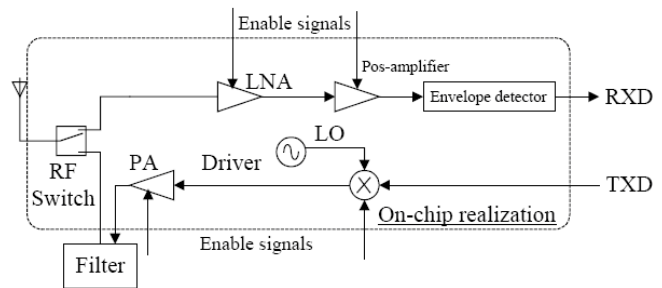 Enable signals
Pos-amplifier
LNA
Envelope detector
RXD
LO
RF
Switch
PA
Driver
TXD
On-chip realization
Enable signals
Filter